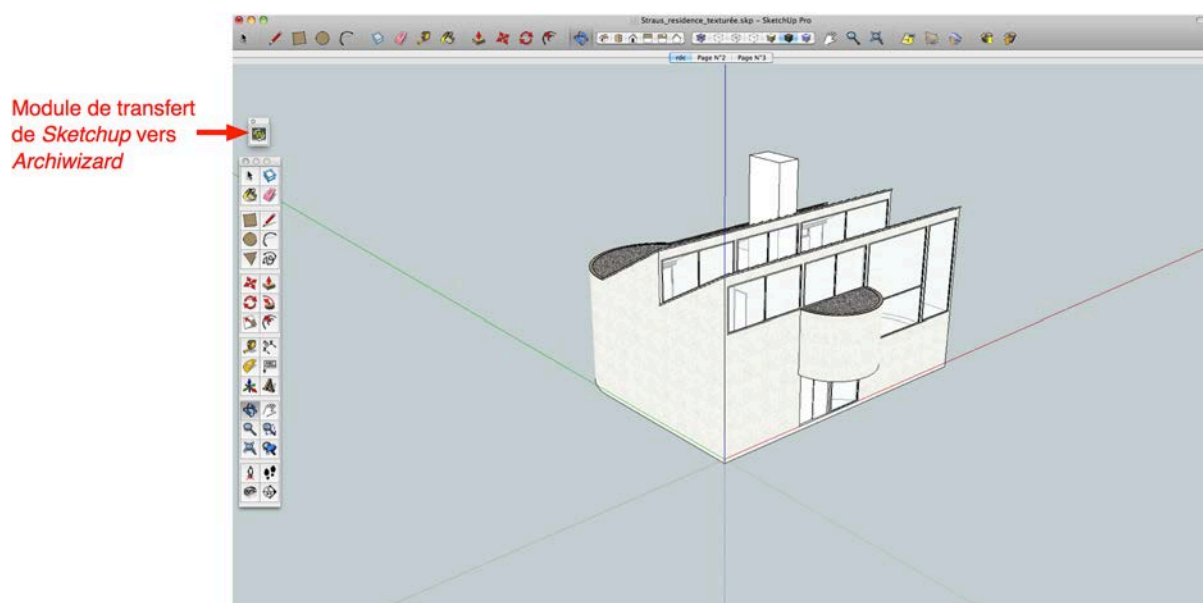 Straus_residence_texturée.skp – SketchUp Pro
rdc Page N°2 Page N°3
Module de transfert
de Sketchup vers
Archiwizard